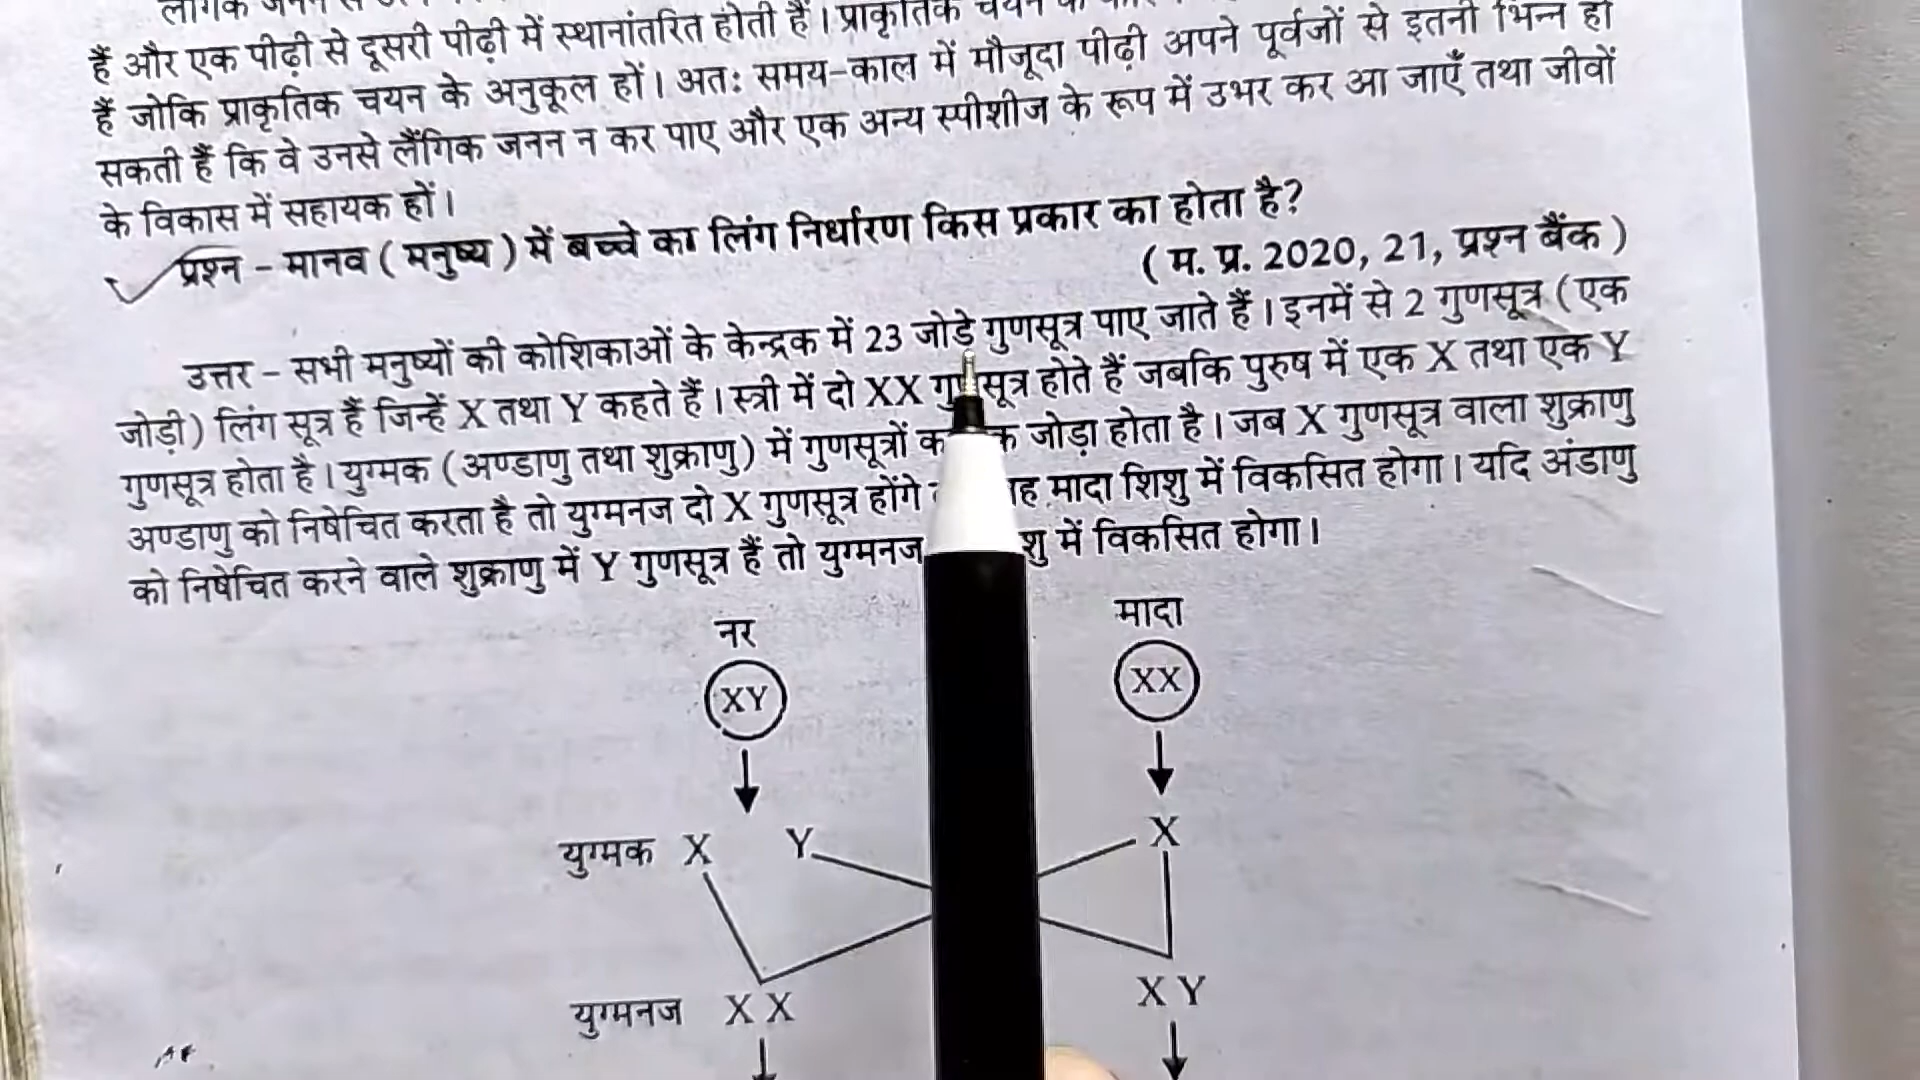 हैं और एक पीढ़ी से दूसरी पीढ़ी में स्थानांतरित होती हैं। प्राकृतिक चयन के
हैं जोकि प्राकृतिक चयन के अनुकूल हों। अतः समय-काल में मौजूदा पीढ़ी अपने पूर्वजों से इतनी भिन्न हो
सकती हैं कि वे उनसे लैंगिक जनन न कर पाए और एक अन्य स्पीशीज के रूप में उभर कर आ जाएँ तथा जीवों
के विकास में सहायक हों।
प्रश्न - मानव ( मनुष्य ) में बच्चे का लिंग निर्धारण किस प्रकार का होता है?
( म. प्र. 2020, 21, प्रश्न बैंक )
उत्तर - सभी मनुष्यों की कोशिकाओं के केन्द्रक में 23 जोड़े गुणसूत्र पाए जाते हैं। इनमें से 2 गुणसूत्र ( एक
जोड़ी ) लिंग सूत्र हैं जिन्हें X तथा Y कहते हैं। स्त्री में दो XX होते हैं जबकि पुरुष में एक X तथा एक Y
गुणसूत्र होता है। युग्मक ( अण्डाणु तथा शुक्राणु ) में गुणसूत्रों जोड़ा होता है। जब X गुणसूत्र वाला शुक्राणु
अण्डाणु को निषेचित करता है तो युग्मनज दो X गुणसूत्र होंगे मादा शिशु में विकसित होगा। यदि अंडाणु
को निषेचित करने वाले शुक्राणु में Y गुणसूत्र हैं तो युग्मनज में विकसित होगा।
नर मादा
XY XX
युग्मक X Y X
युग्मनज X X X Y